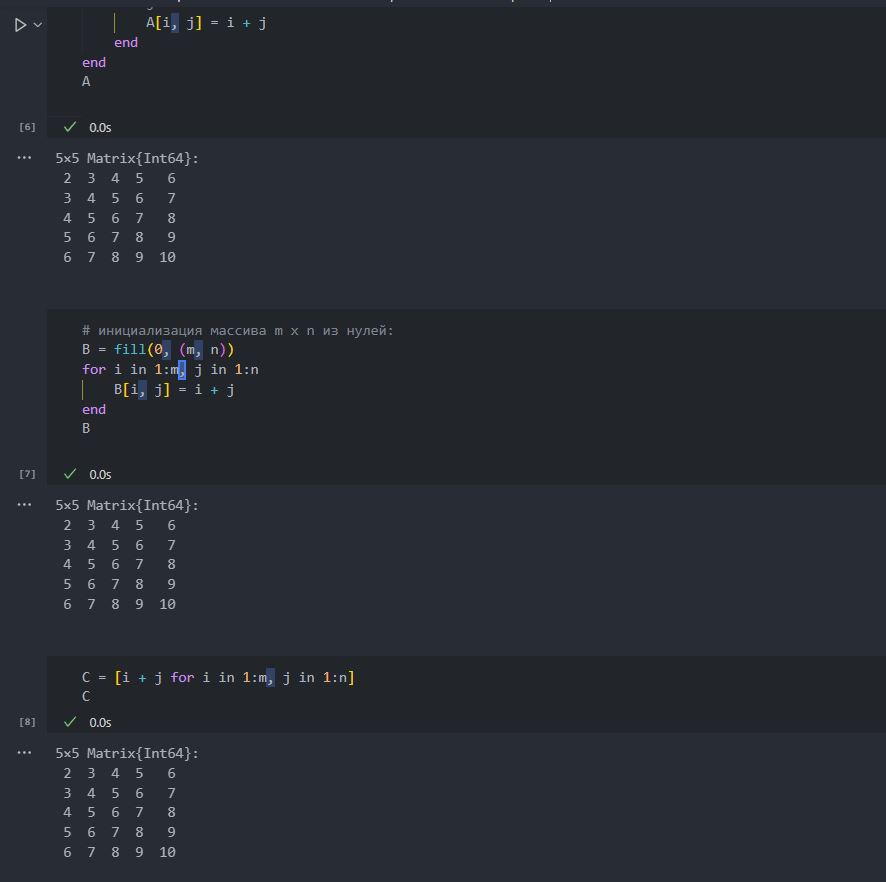 A[i, j] = i + j
end
end
A
[6] ✓ 0.0s
... 5×5 Matrix{Int64}:
2 3 4 5 6
3 4 5 6 7
4 5 6 7 8
5 6 7 8 9
6 7 8 9 10
# инициализация массива m x n из нулей:
B = fill(0, (m, n))
for i in 1:m, j in 1:n
B[i, j] = i + j
end
B
[7] ✓ 0.0s
... 5×5 Matrix{Int64}:
2 3 4 5 6
3 4 5 6 7
4 5 6 7 8
5 6 7 8 9
6 7 8 9 10
C = [i + j for i in 1:m, j in 1:n]
C
[8] ✓ 0.0s
... 5×5 Matrix{Int64}:
2 3 4 5 6
3 4 5 6 7
4 5 6 7 8
5 6 7 8 9
6 7 8 9 10